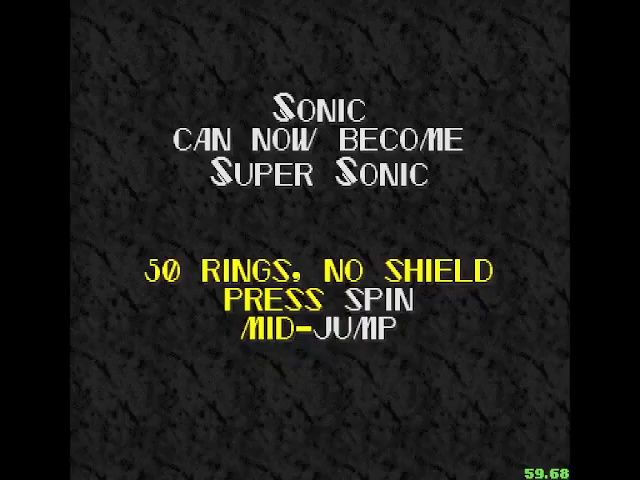 SONIC
CAN NOW BECOME
SUPER SONIC
50 RINGS, NO SHIELD
PRESS SPIN
MID-JUMP
59.68